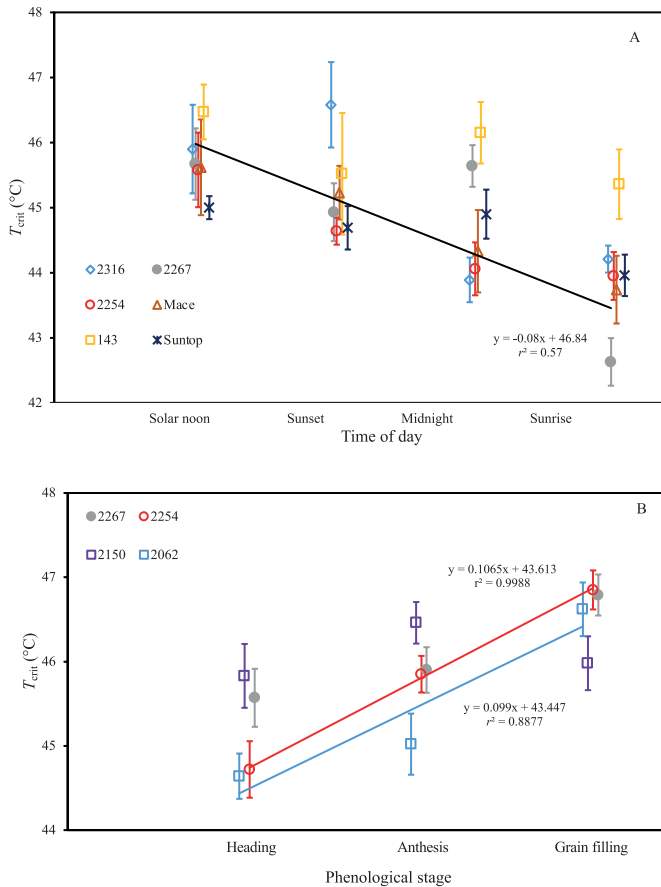 48
A
47
46
45
44
43
42
T_crit (°C)
2316
2267
2254
Mace
143
Suntop
y = -0.08x + 46.84
r² = 0.57
Solar noon
Sunset
Midnight
Sunrise
Time of day
48
B
47
46
45
44
T_crit (°C)
2267
2254
2150
2062
y = 0.1065x + 43.613
r² = 0.9988
y = 0.099x + 43.447
r² = 0.8877
Heading
Anthesis
Grain filling
Phenological stage